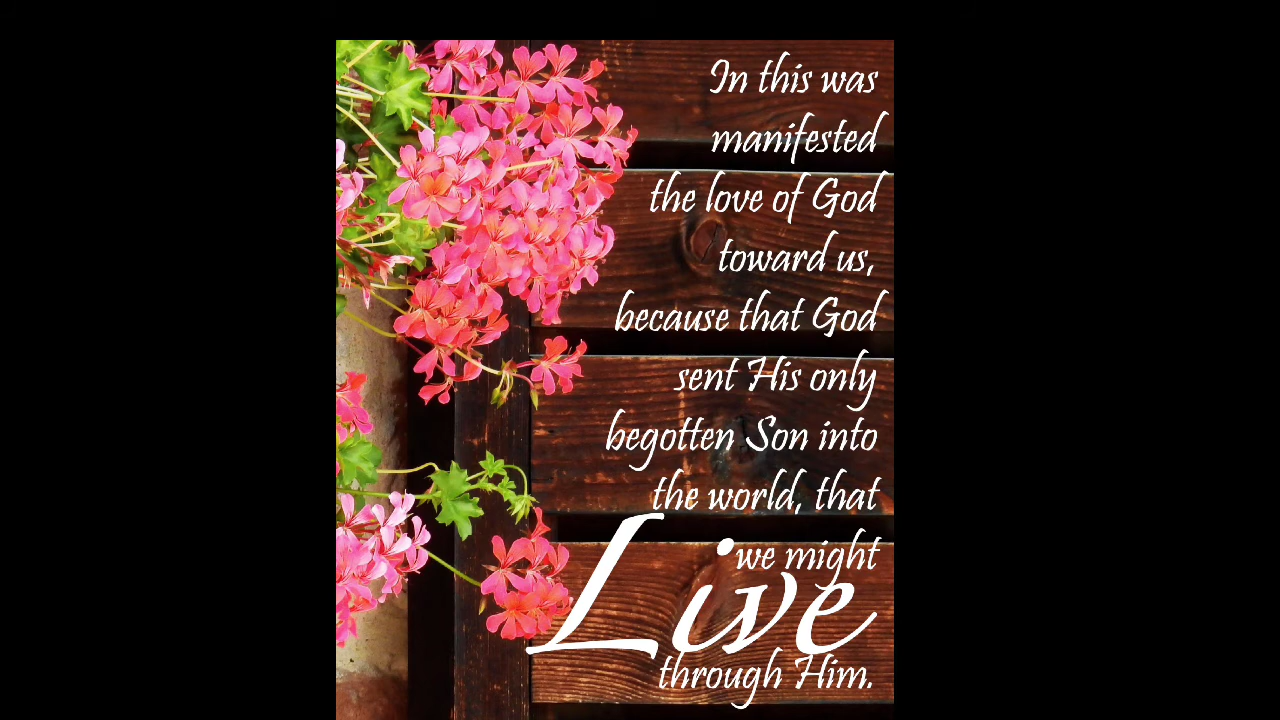 In this was
manifested
the love of God
toward us,
because that God
sent His only
begotten Son into
the world, that
we might
Live
through Him.